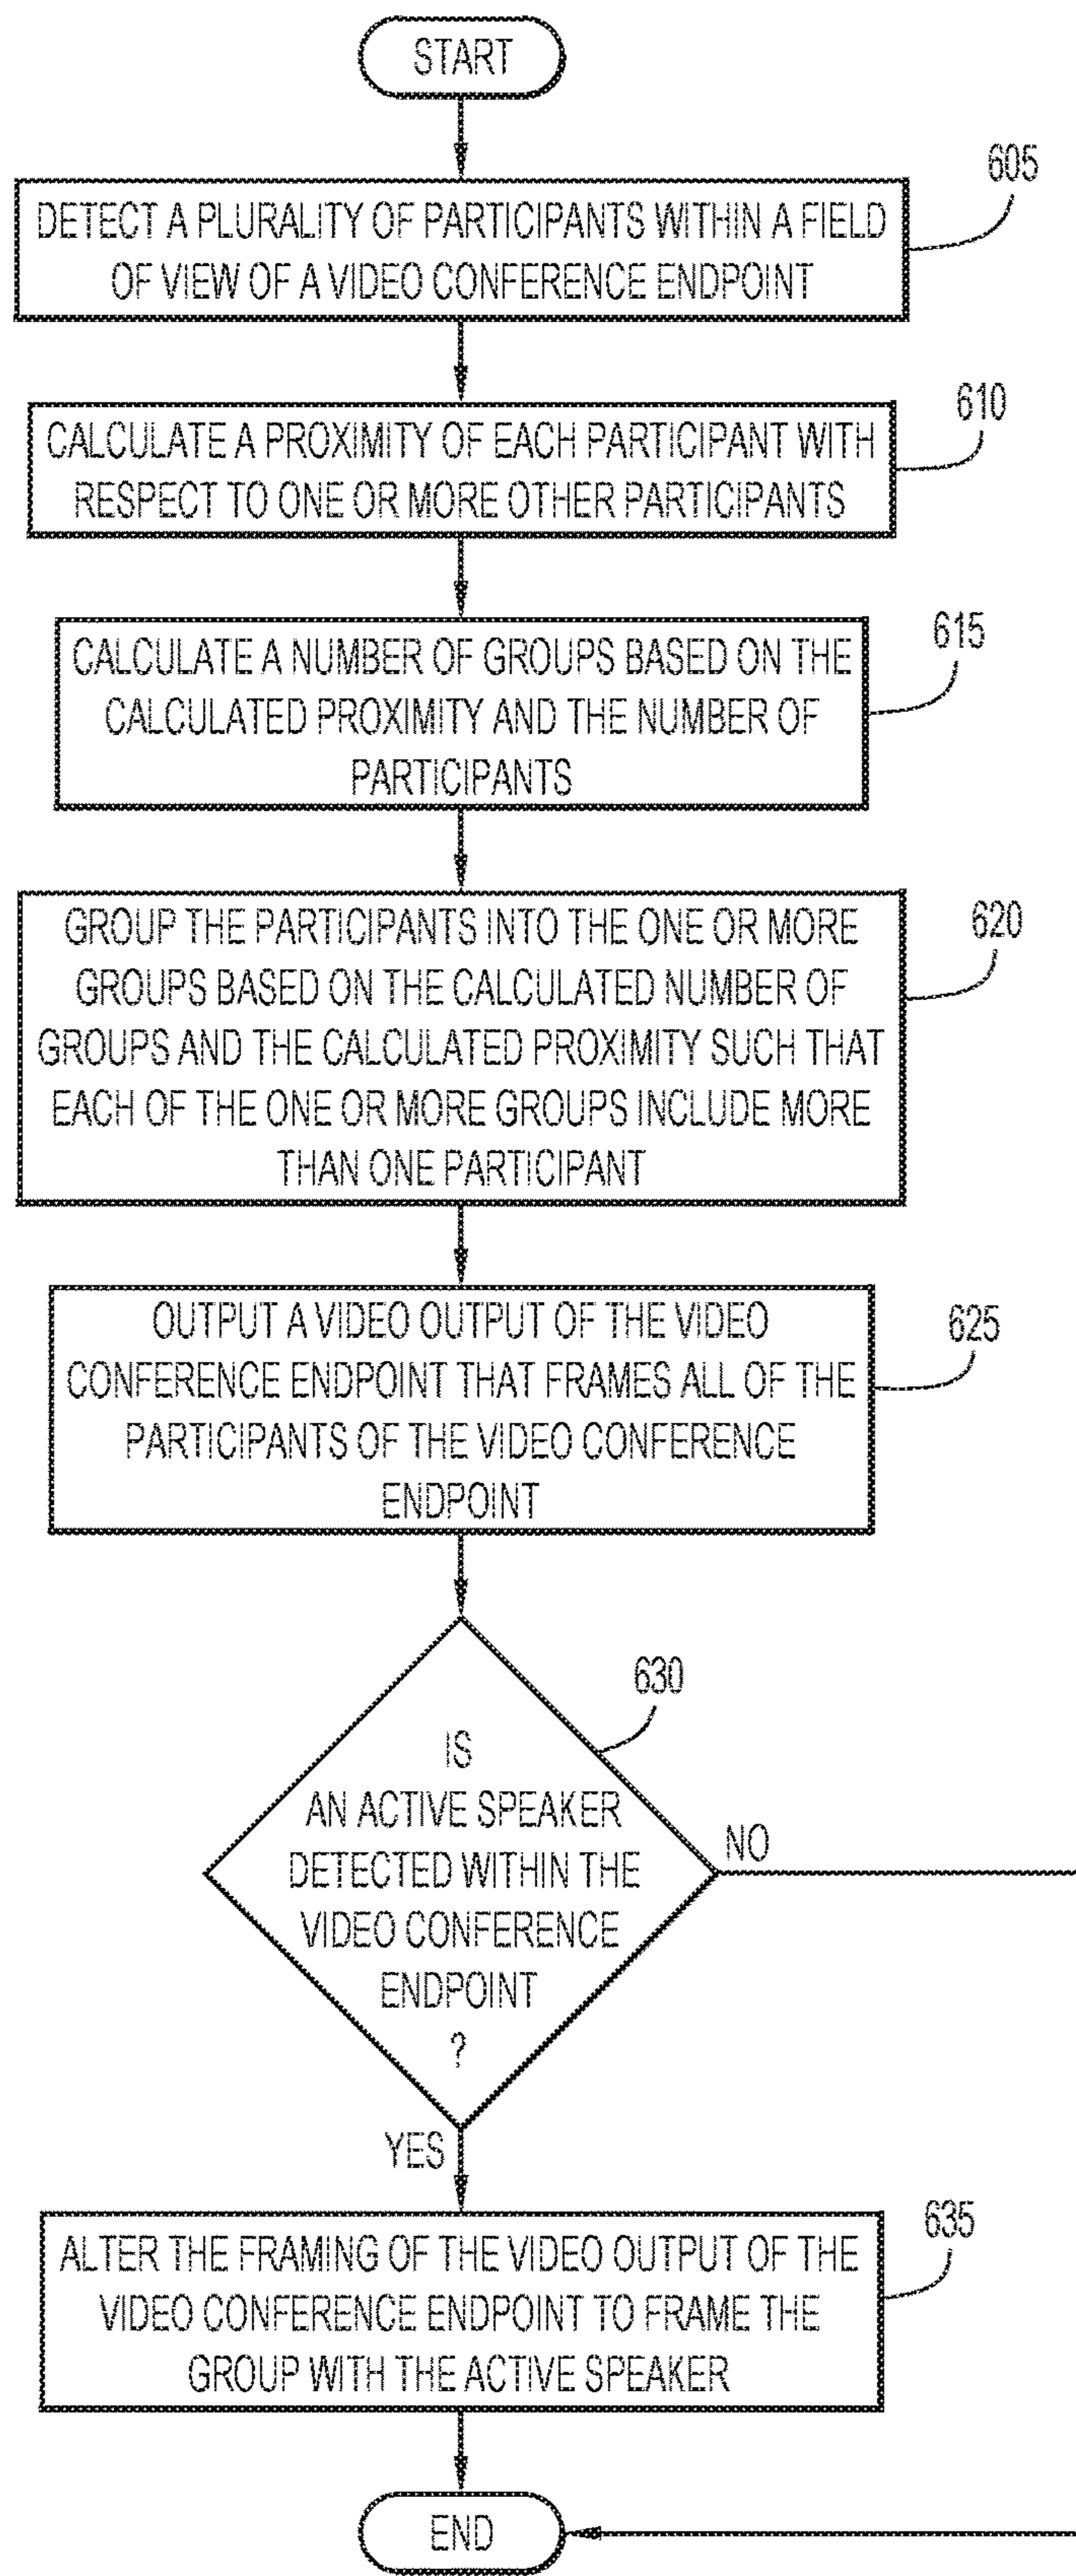 START
605
DETECT A PLURALITY OF PARTICIPANTS WITHIN A FIELD
OF VIEW OF A VIDEO CONFERENCE ENDPOINT
610
CALCULATE A PROXIMITY OF EACH PARTICIPANT WITH
RESPECT TO ONE OR MORE OTHER PARTICIPANTS
615
CALCULATE A NUMBER OF GROUPS BASED ON THE
CALCULATED PROXIMITY AND THE NUMBER OF
PARTICIPANTS
620
GROUP THE PARTICIPANTS INTO THE ONE OR MORE
GROUPS BASED ON THE CALCULATED NUMBER OF
GROUPS AND THE CALCULATED PROXIMITY SUCH THAT
EACH OF THE ONE OR MORE GROUPS INCLUDE MORE
THAN ONE PARTICIPANT
625
OUTPUT A VIDEO OUTPUT OF THE VIDEO
CONFERENCE ENDPOINT THAT FRAMES ALL OF THE
PARTICIPANTS OF THE VIDEO CONFERENCE
ENDPOINT
630
IS
AN ACTIVE SPEAKER
DETECTED WITHIN THE
VIDEO CONFERENCE
ENDPOINT
?
NO
YES
635
ALTER THE FRAMING OF THE VIDEO OUTPUT OF THE
VIDEO CONFERENCE ENDPOINT TO FRAME THE
GROUP WITH THE ACTIVE SPEAKER
END